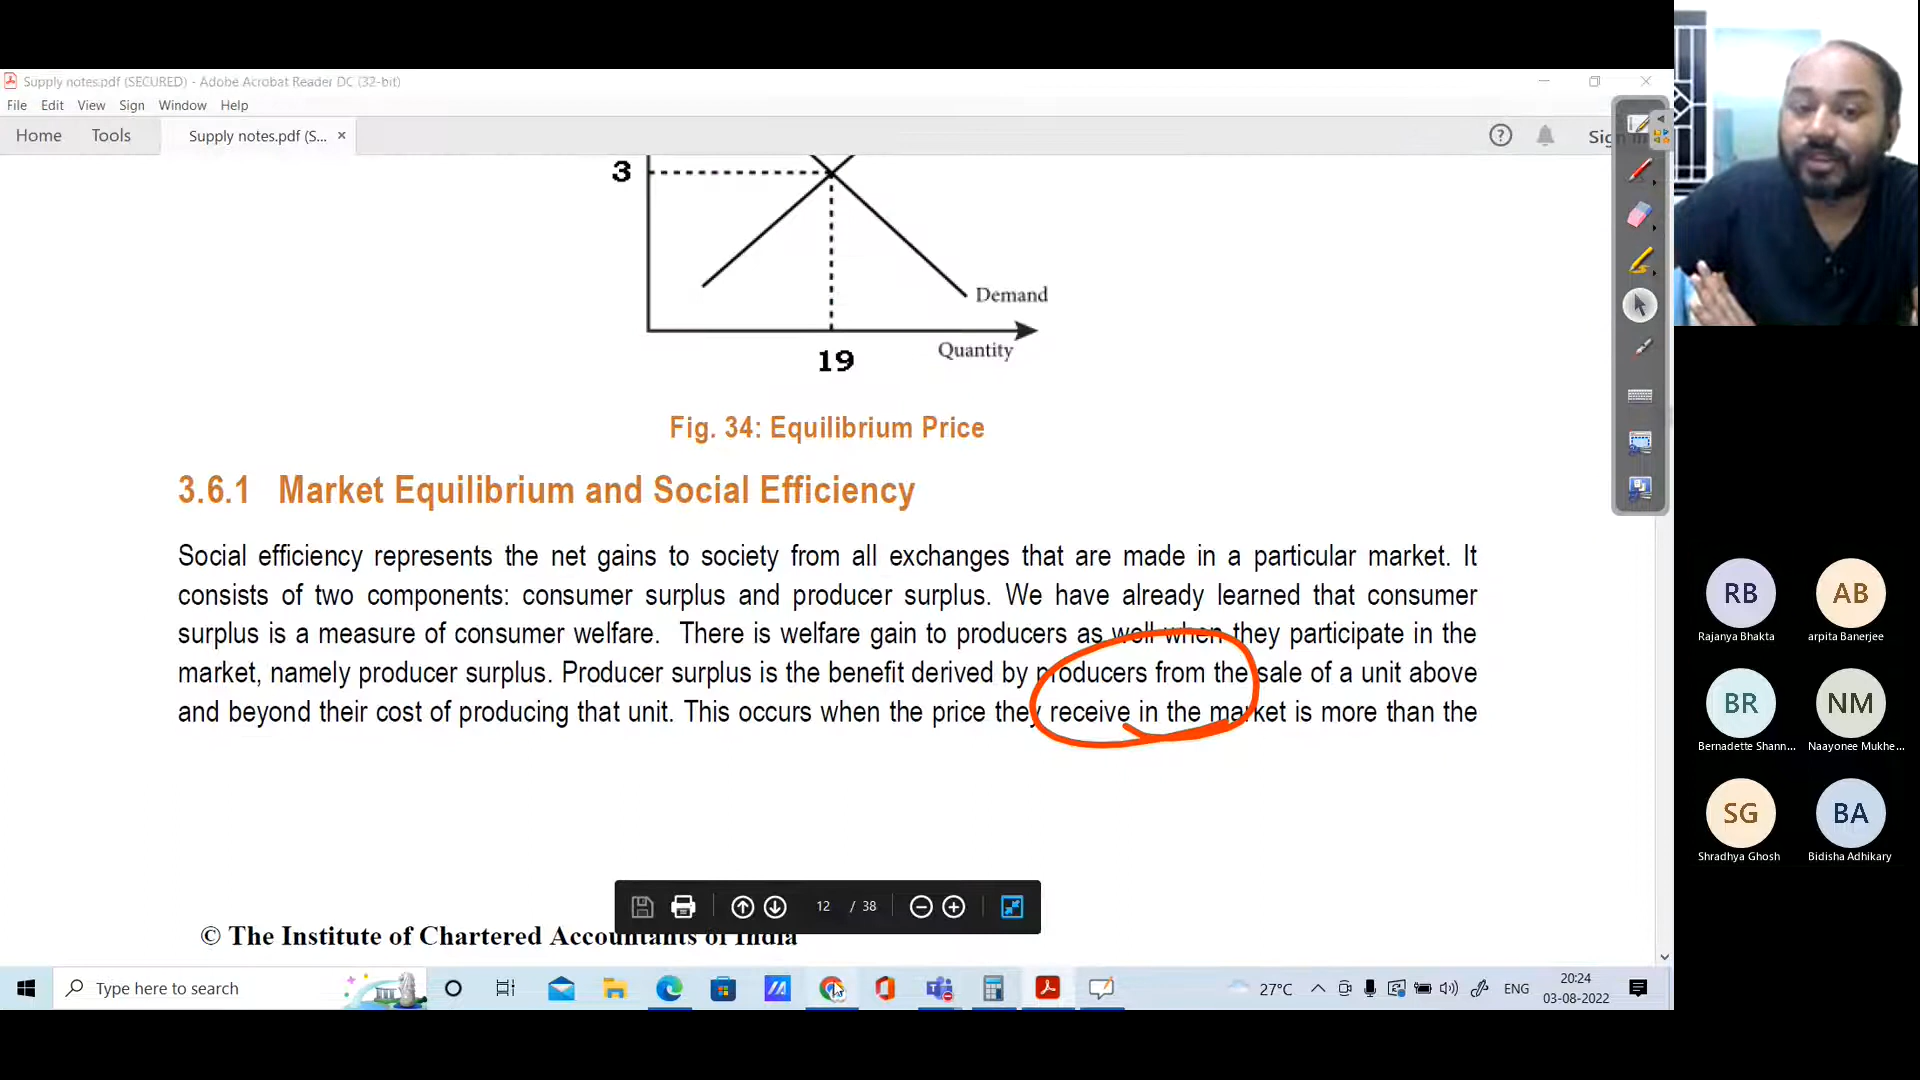 Supply notes.pdf (SECURED) - Adobe Acrobat Reader DC (32-bit)
File Edit View Sign Window Help
Home Tools Supply notes.pdf (S... ×
3
Demand
Quantity
19
Fig. 34: Equilibrium Price
3.6.1 Market Equilibrium and Social Efficiency
Social efficiency represents the net gains to society from all exchanges that are made in a particular market. It
consists of two components: consumer surplus and producer surplus. We have already learned that consumer
surplus is a measure of consumer welfare. There is welfare gain to producers as well when they participate in the
market, namely producer surplus. Producer surplus is the benefit derived by producers from the sale of a unit above
and beyond their cost of producing that unit. This occurs when the price they receive in the market is more than the
12 / 38
© The Institute of Chartered Accountants of India
Type here to search
27°C
ENG
20:24
03-08-2022
RB
Rajanya Bhakta
AB
arpita Banerjee
BR
Bernadette Shann...
NM
Naayonee Mukhe...
SG
Shradhya Ghosh
BA
Bidisha Adhikary